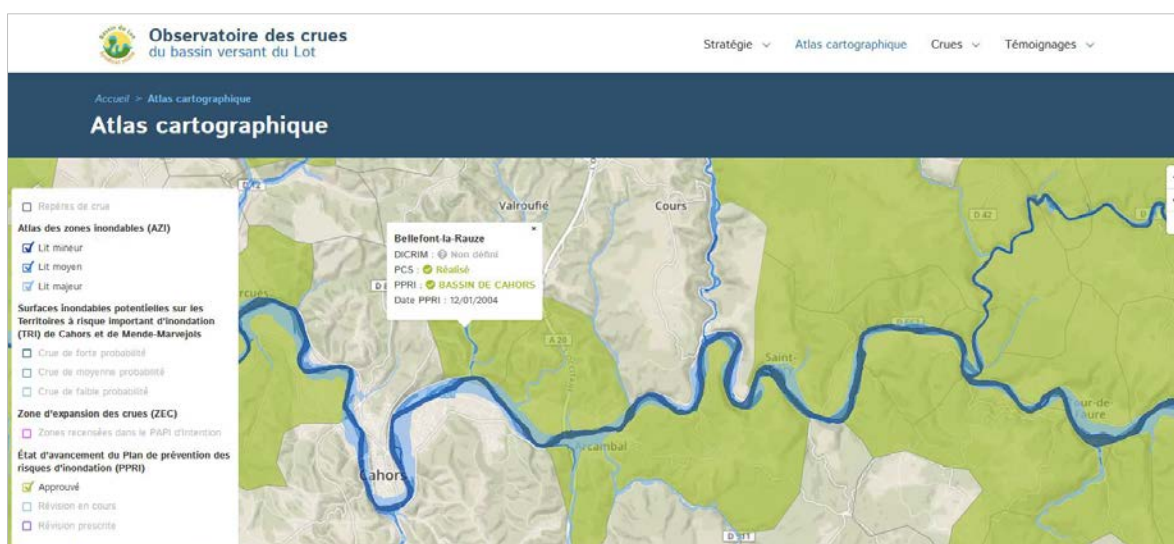 Observatoire des crues
du bassin versant du Lot
Stratégie
Atlas cartographique
Crues
Témoignages
Accueil > Atlas cartographique
Atlas cartographique
Repères de crue
Atlas des zones inondables (AZI)
Lit mineur
Lit moyen
Lit majeur
Surfaces inondables potentielles sur les
Territoires à risque important d'inondation
(TRI) de Cahors et de Mende-Marvejols
Crue de forte probabilité
Crue de moyenne probabilité
Crue de faible probabilité
Zone d'expansion des crues (ZEC)
Zones recensées dans le PAPI d'Intention
État d'avancement du Plan de prévention des
risques d'inondation (PPRI)
Approuvé
Révision en cours
Révision prescrite
Bellefont-la-Rauze
DICRIM : Non défini
PCS : Réalisé
PPRI : BASSIN DE CAHORS
Date PPRI : 12/01/2004
Valroufié
Cours
D 42
A 20
Saint-
Arcambal
Cahors
Tour-de
Faure